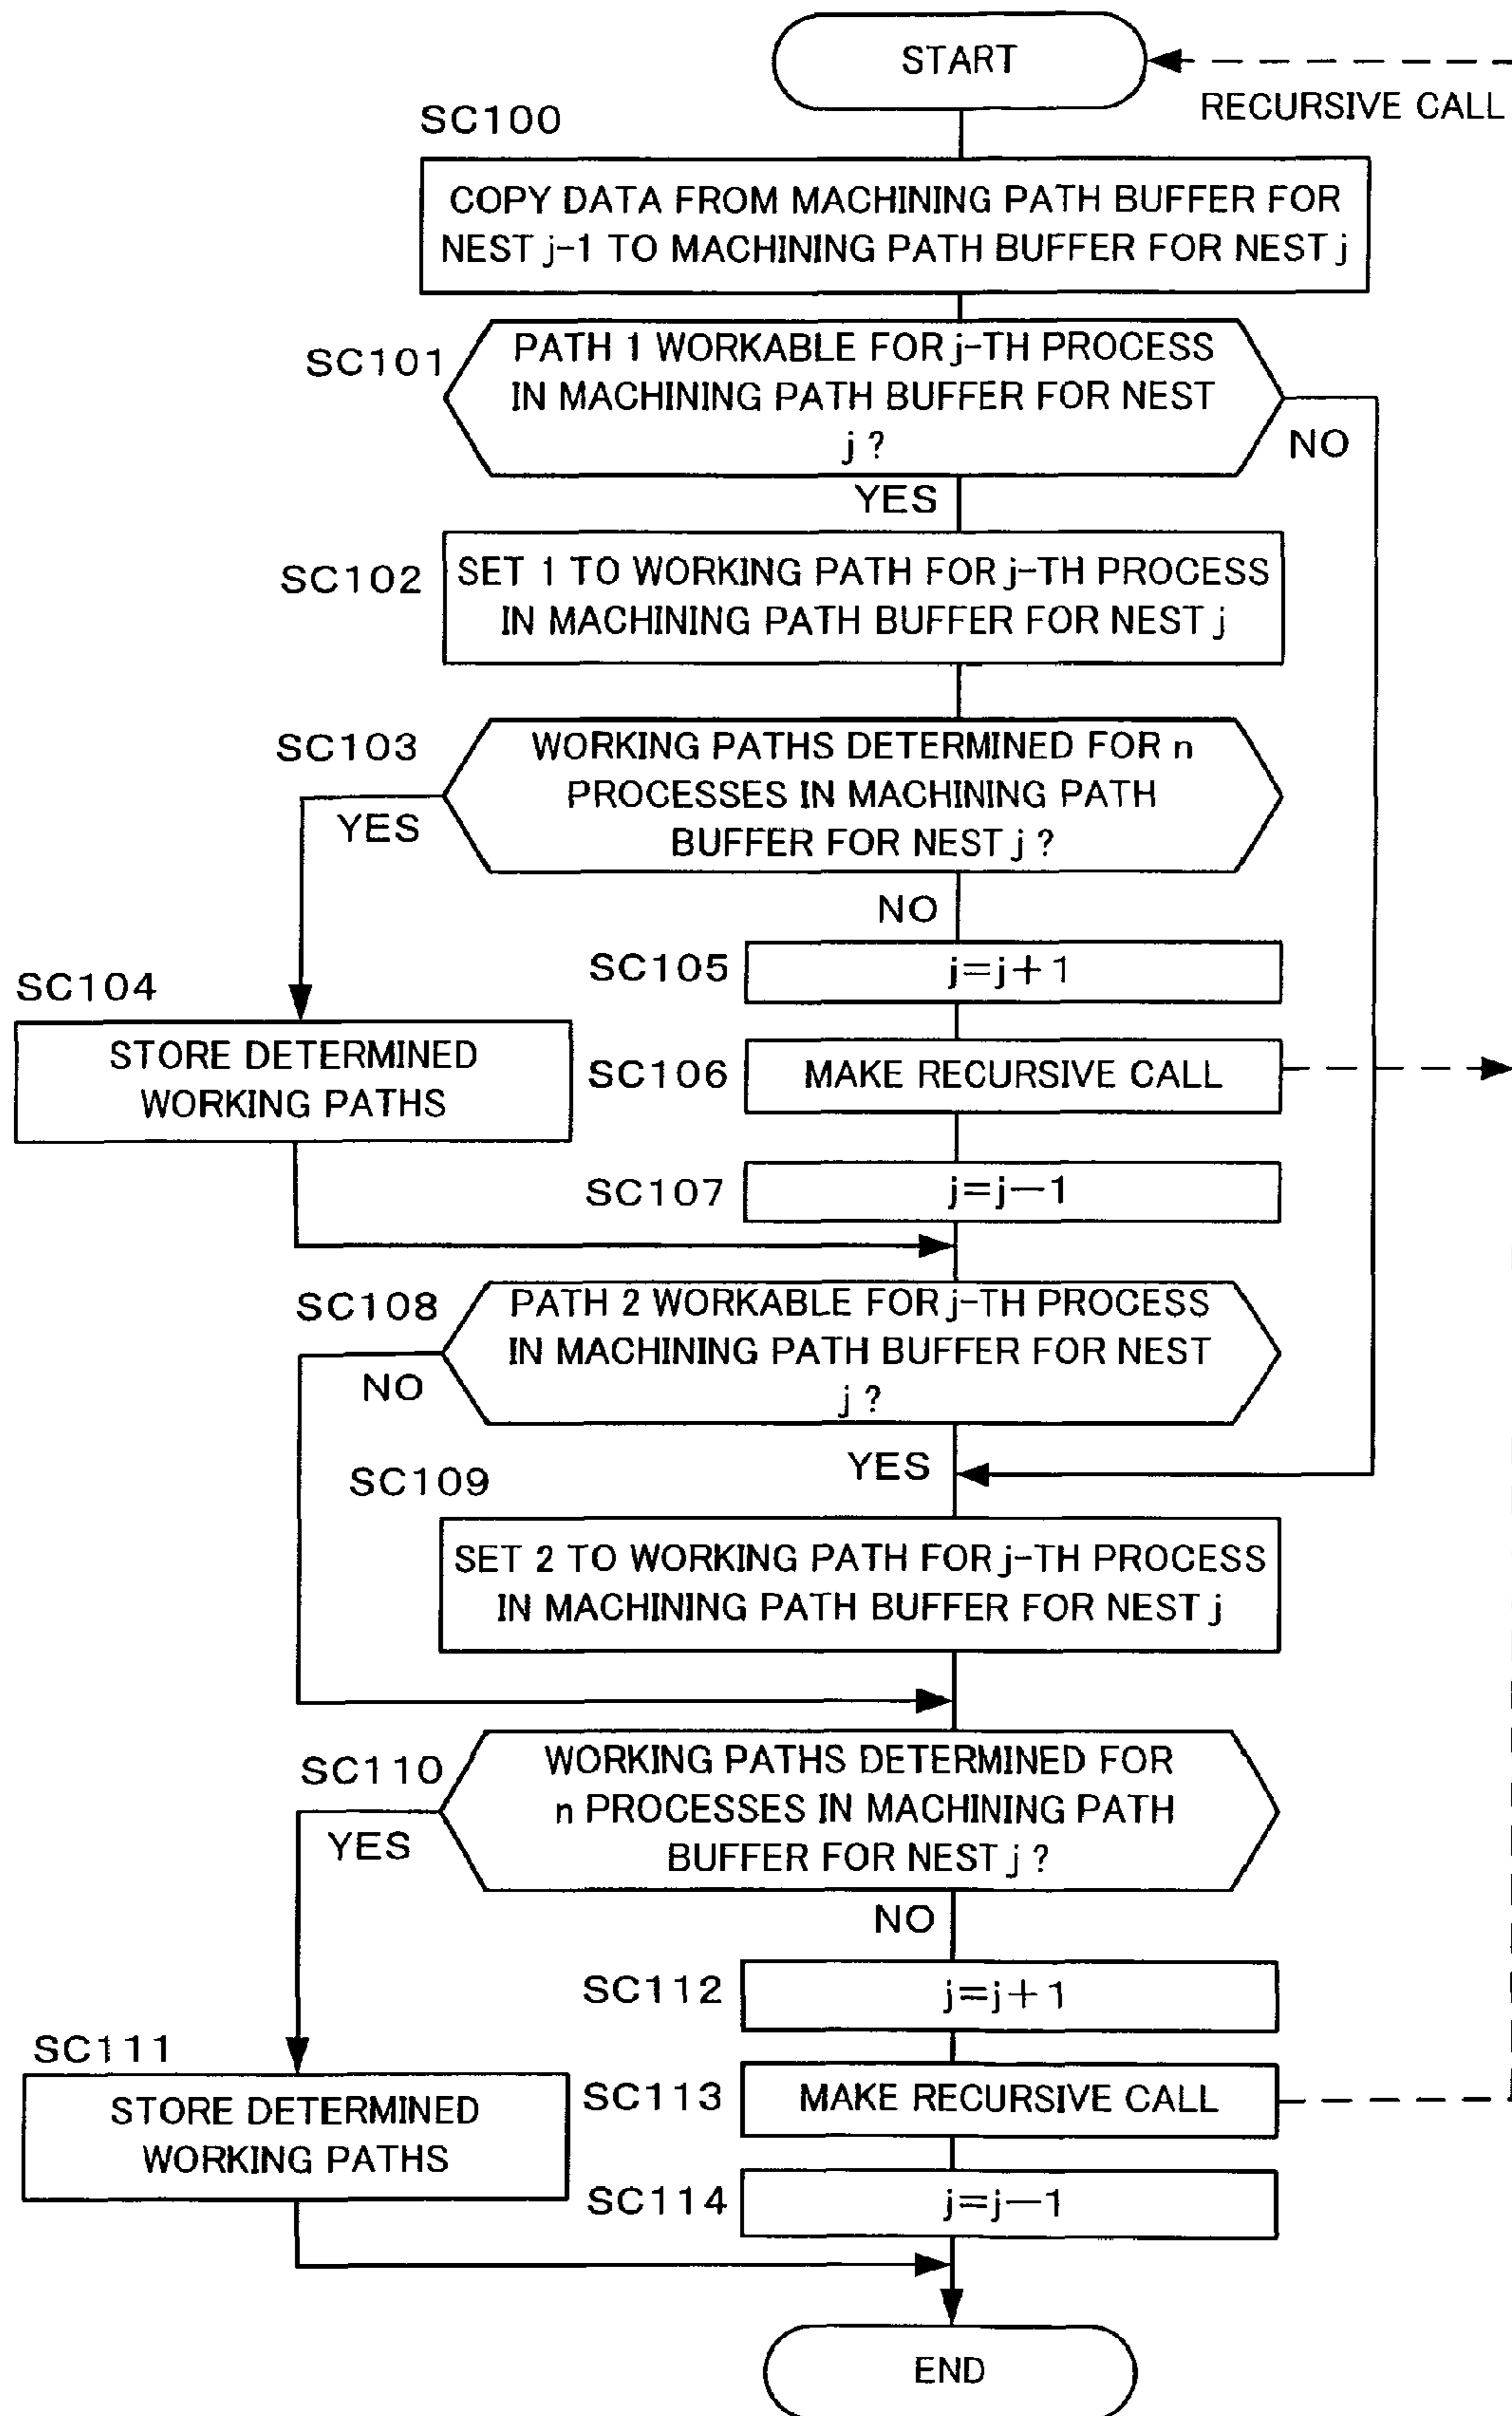 START
RECURSIVE CALL
SC100
COPY DATA FROM MACHINING PATH BUFFER FOR
NEST j-1 TO MACHINING PATH BUFFER FOR NEST j
SC101
PATH 1 WORKABLE FOR j-TH PROCESS
IN MACHINING PATH BUFFER FOR NEST
j ?
NO
YES
SC102
SET 1 TO WORKING PATH FOR j-TH PROCESS
IN MACHINING PATH BUFFER FOR NEST j
SC103
WORKING PATHS DETERMINED FOR n
PROCESSES IN MACHINING PATH
BUFFER FOR NEST j ?
YES
NO
SC104
STORE DETERMINED
WORKING PATHS
SC105
j=j+1
SC106
MAKE RECURSIVE CALL
SC107
j=j−1
SC108
PATH 2 WORKABLE FOR j-TH PROCESS
IN MACHINING PATH BUFFER FOR NEST
j ?
NO
YES
SC109
SET 2 TO WORKING PATH FOR j-TH PROCESS
IN MACHINING PATH BUFFER FOR NEST j
SC110
WORKING PATHS DETERMINED FOR
n PROCESSES IN MACHINING PATH
BUFFER FOR NEST j ?
YES
NO
SC111
STORE DETERMINED
WORKING PATHS
SC112
j=j+1
SC113
MAKE RECURSIVE CALL
SC114
j=j−1
END